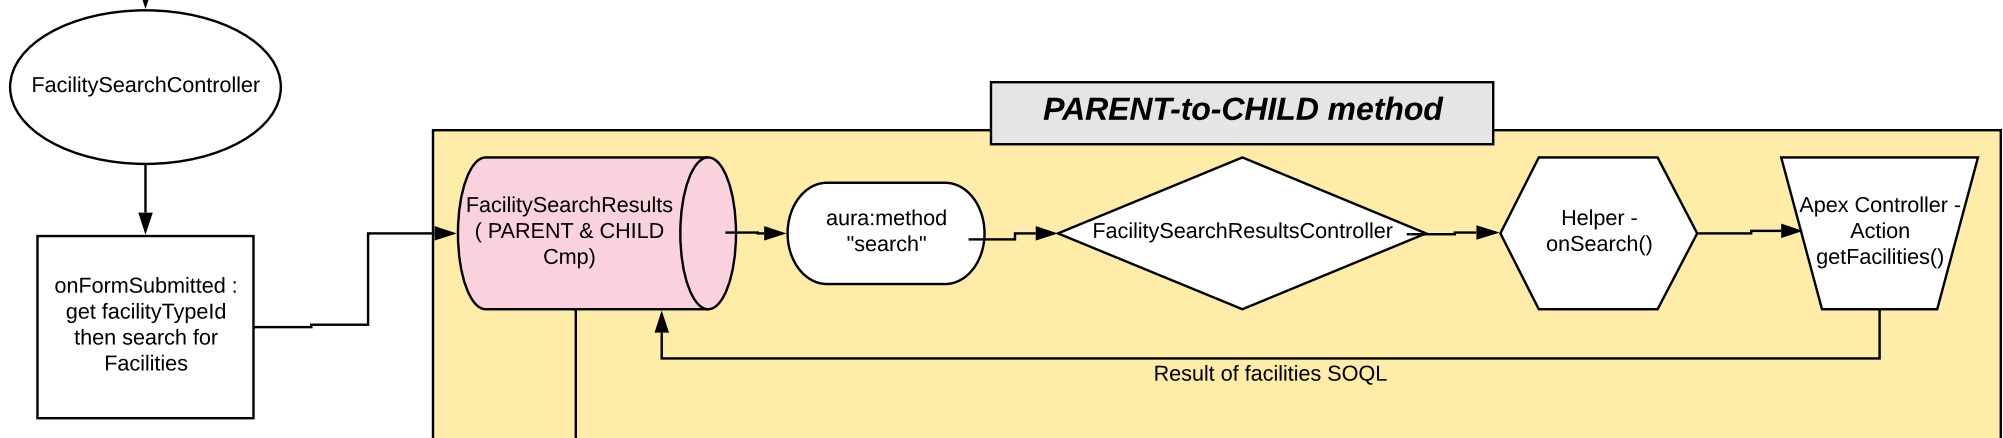 FacilitySearchController
onFormSubmitted :
get facilityTypeId
then search for
Facilities
PARENT-to-CHILD method
FacilitySearchResults
( PARENT & CHILD
Cmp)
aura:method
"search"
FacilitySearchResultsController
Helper -
onSearch()
Apex Controller -
Action
getFacilities()
Result of facilities SOQL